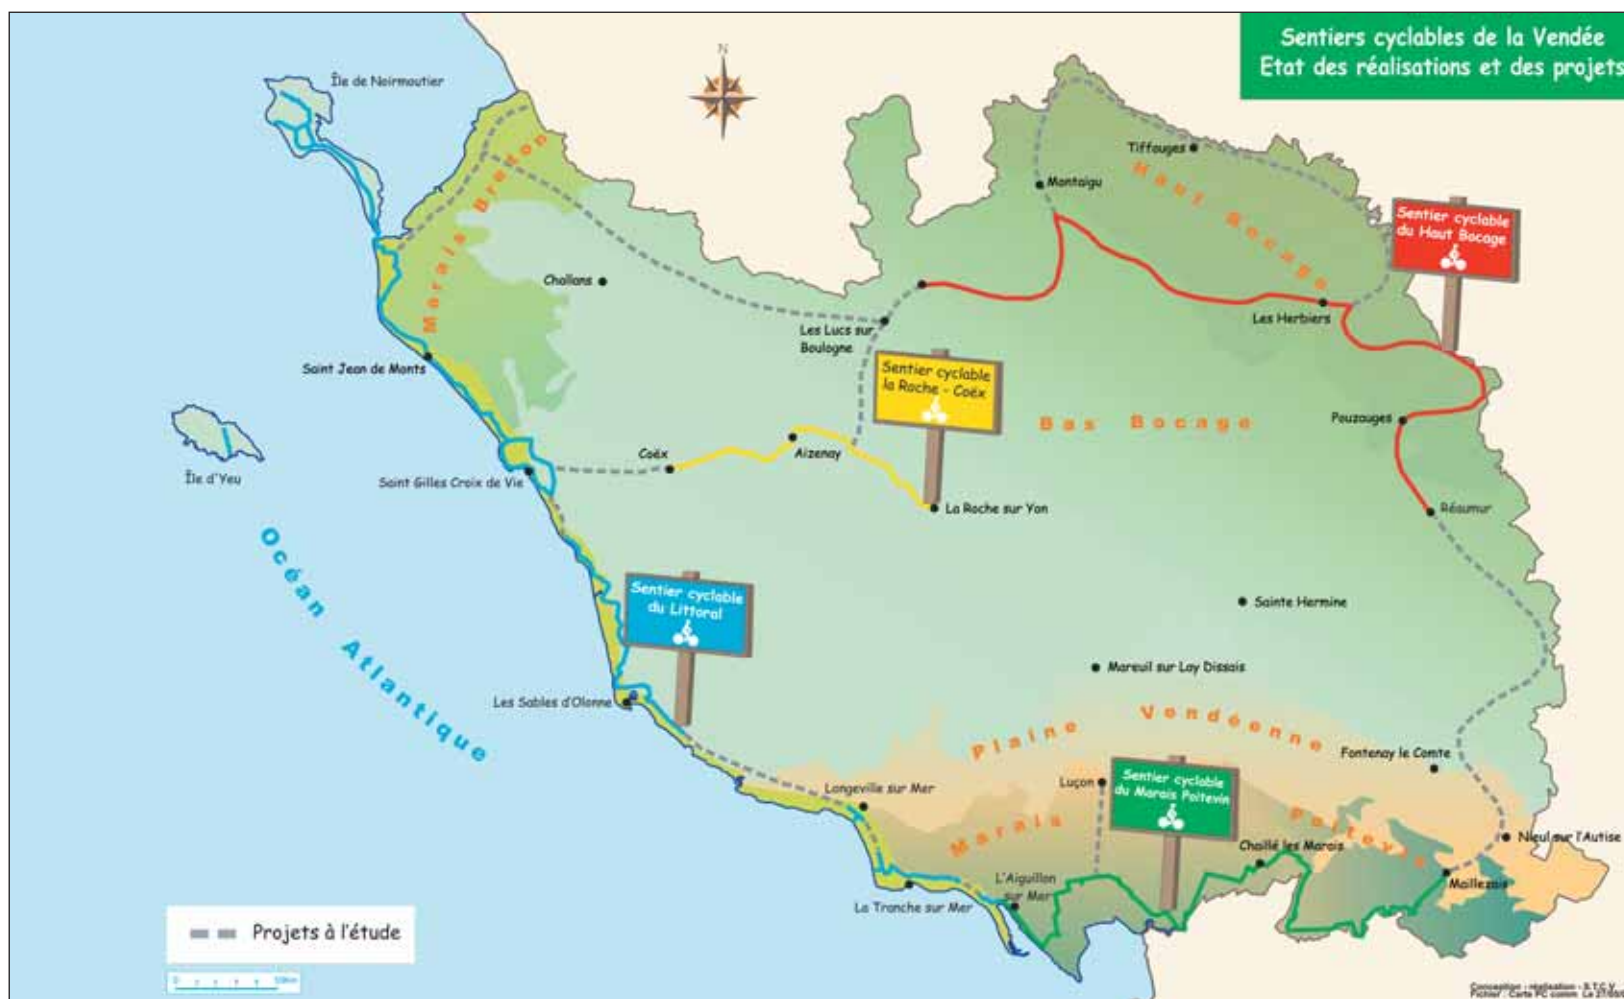 Sentiers cyclables de la Vendée
Etat des réalisations et des projets
N
Île de Noirmoutier
Marais Breton
Tiffouges
Montaigu
Haut Bocage
Sentier cyclable
du Haut Bocage
Challans
Les Lucs sur
Boulogne
Les Herbiers
Saint Jean de Monts
Sentier cyclable
la Roche - Coëx
Bas Bocage
Pouzauges
Île d'Yeu
Coëx
Aizenay
Saint Gilles Croix de Vie
La Roche sur Yon
Réaumur
Océan Atlantique
Sentier cyclable
du Littoral
Sainte Hermine
Mareuil sur Lay Dissais
Les Sables d'Olonne
Plaine Vendéenne
Fontenay le Comte
Longeville sur Mer
Luçon
Sentier cyclable
du Marais Poitevin
Marais Poitevin
Chaillé les Marais
Nieul sur l'Autise
Maillezais
L'Aiguillon
sur Mer
La Tranche sur Mer
Projets à l'étude
0
10km
Conception - réalisation - S.T.C.V.